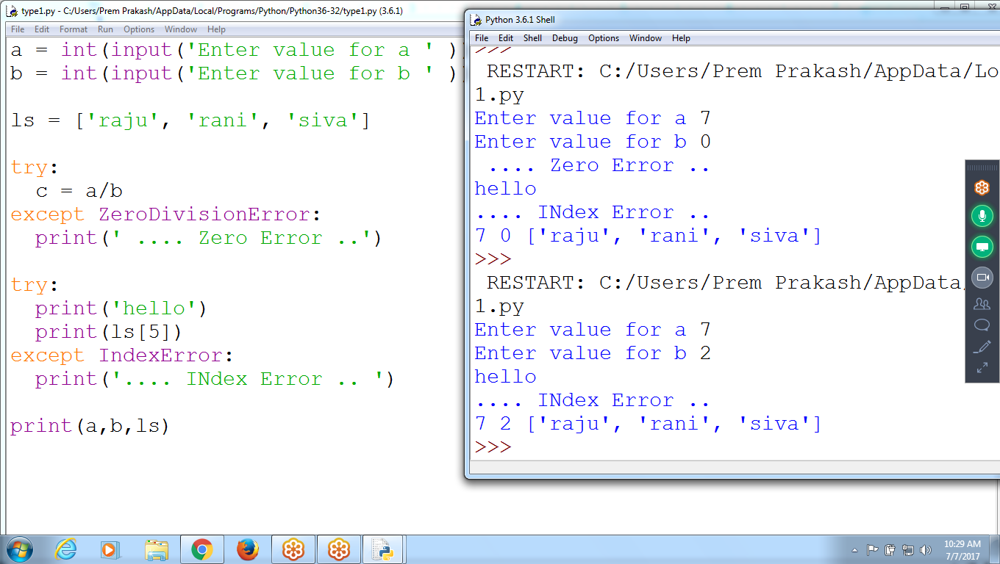 type1.py - C:/Users/Prem Prakash/AppData/Local/Programs/Python/Python36-32/type1.py (3.6.1)
File Edit Format Run Options Window Help
a = int(input('Enter value for a ' )
b = int(input('Enter value for b ' )

ls = ['raju', 'rani', 'siva']

try:
  c = a/b
except ZeroDivisionError:
  print(' .... Zero Error ..')

try:
  print('hello')
  print(ls[5])
except IndexError:
  print('.... INdex Error .. ')

print(a,b,ls)
Python 3.6.1 Shell
File Edit Shell Debug Options Window Help
>>>
 RESTART: C:/Users/Prem Prakash/AppData/Lo
1.py
Enter value for a 7
Enter value for b 0
 .... Zero Error ..
hello
.... INdex Error ..
7 0 ['raju', 'rani', 'siva']
>>>
 RESTART: C:/Users/Prem Prakash/AppData/
1.py
Enter value for a 7
Enter value for b 2
hello
.... INdex Error ..
7 2 ['raju', 'rani', 'siva']
>>>
10:29 AM
7/7/2017